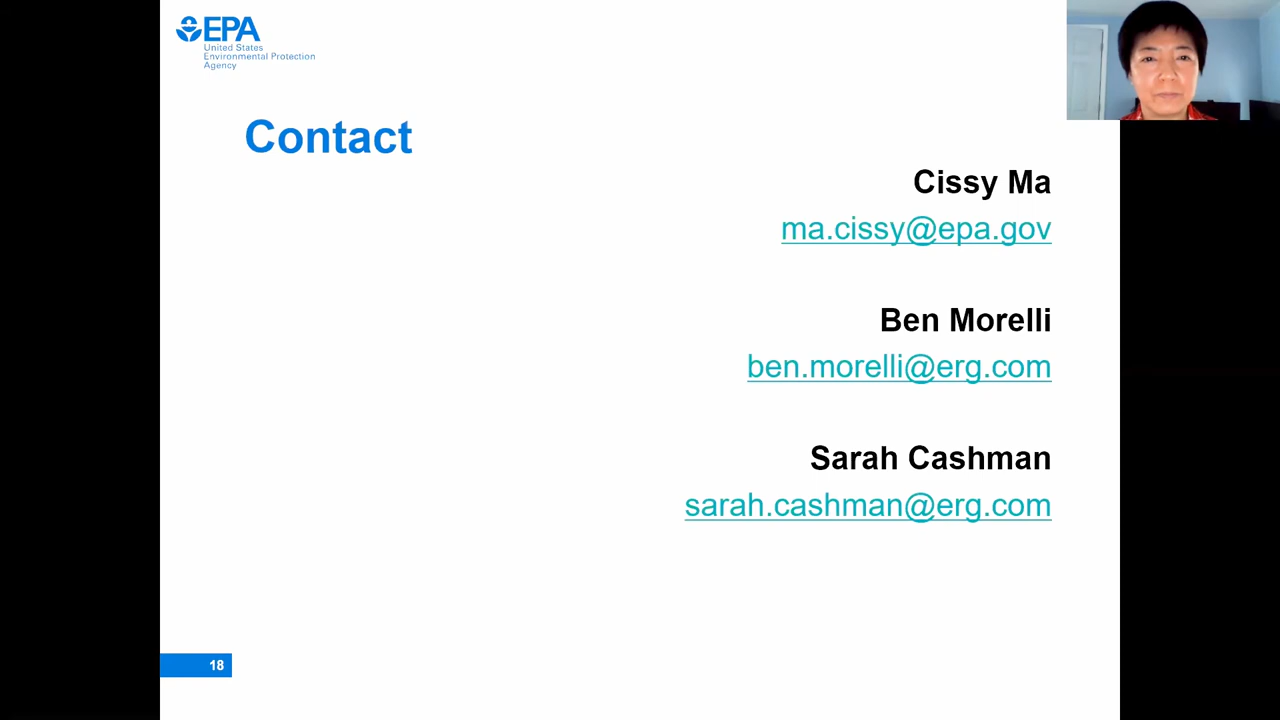 EPA
United States
Environmental Protection
Agency
Contact
Cissy Ma
ma.cissy@epa.gov
Ben Morelli
ben.morelli@erg.com
Sarah Cashman
sarah.cashman@erg.com
18